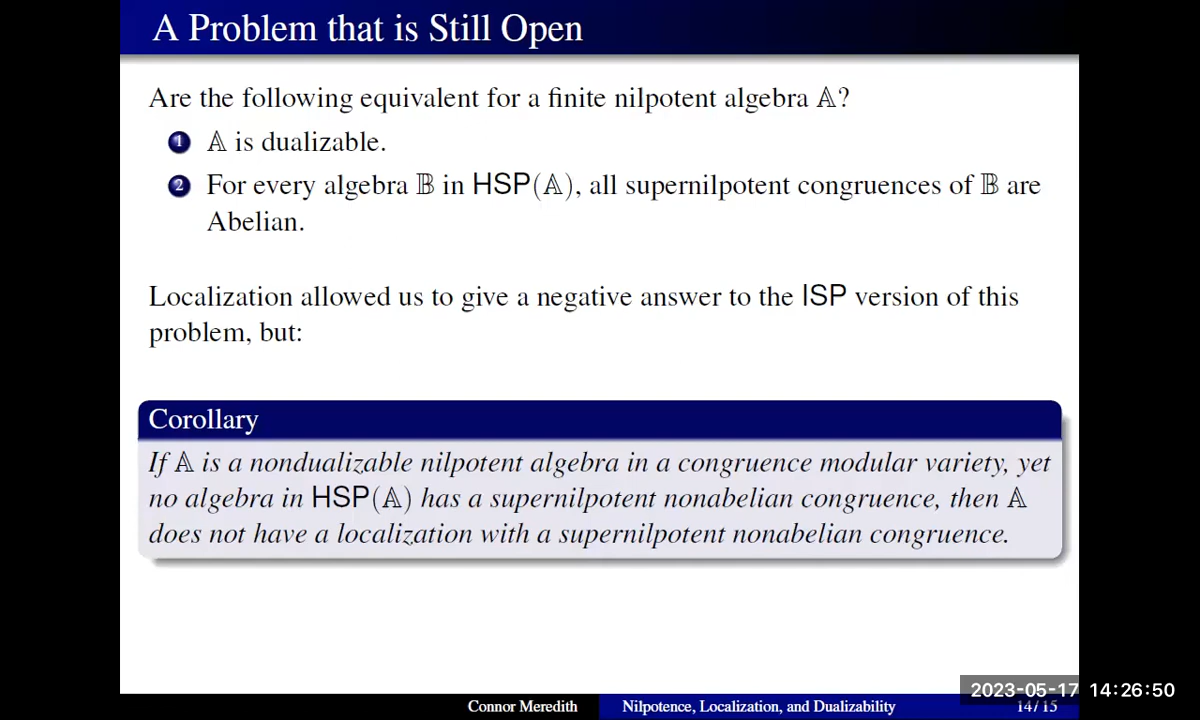 A Problem that is Still Open
Are the following equivalent for a finite nilpotent algebra 𝔸?
1 𝔸 is dualizable.
2 For every algebra 𝔹 in HSP(𝔸), all supernilpotent congruences of 𝔹 are
Abelian.
Localization allowed us to give a negative answer to the ISP version of this
problem, but:
Corollary
If 𝔸 is a nondualizable nilpotent algebra in a congruence modular variety, yet
no algebra in HSP(𝔸) has a supernilpotent nonabelian congruence, then 𝔸
does not have a localization with a supernilpotent nonabelian congruence.
2023-05-17 14:26:50
Connor Meredith Nilpotence, Localization, and Dualizability 14/15